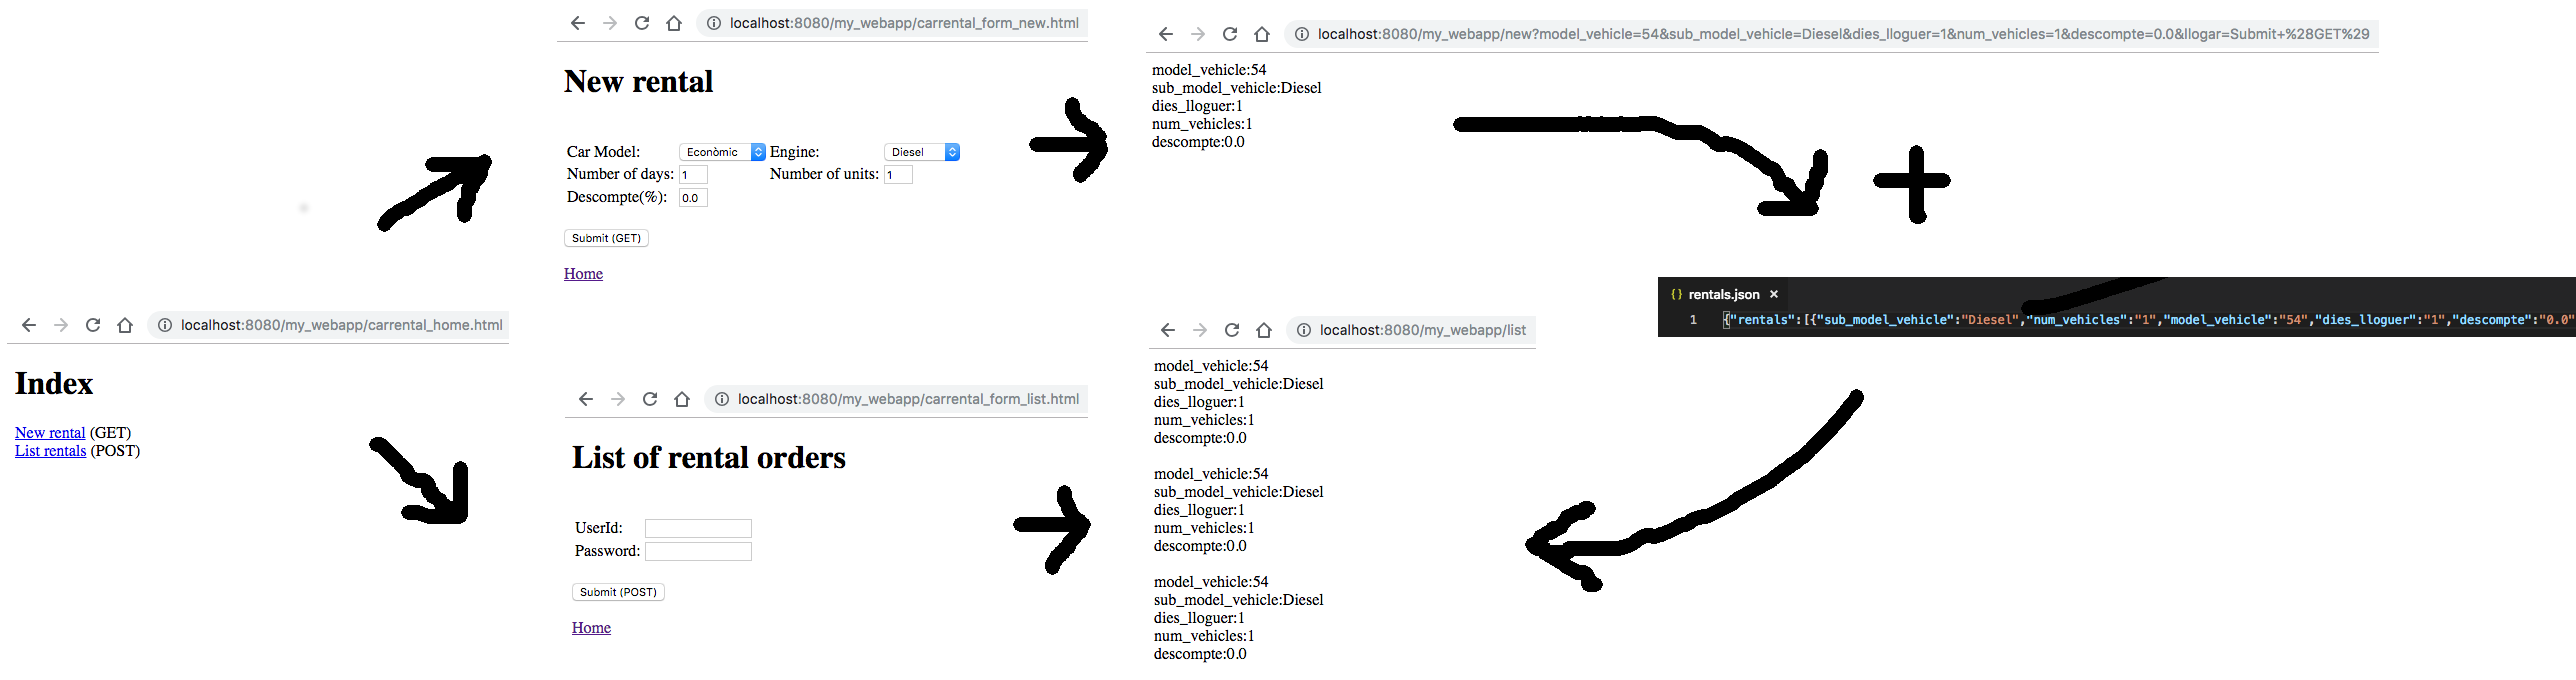 localhost:8080/my_webapp/carrental_form_new.html
New rental
Car Model: Econòmic Engine: Diesel
Number of days: 1 Number of units: 1
Descompte(%): 0.0
Submit (GET)
Home
localhost:8080/my_webapp/new?model_vehicle=54&sub_model_vehicle=Diesel&dies_lloguer=1&num_vehicles=1&descompte=0.0&llogar=Submit+%28GET%29
model_vehicle:54
sub_model_vehicle:Diesel
dies_lloguer:1
num_vehicles:1
descompte:0.0
+
{} rentals.json ×
1 {"rentals":[{"sub_model_vehicle":"Diesel","num_vehicles":"1","model_vehicle":"54","dies_lloguer":"1","descompte":"0.0"
localhost:8080/my_webapp/carrental_home.html
Index
New rental (GET)
List rentals (POST)
localhost:8080/my_webapp/carrental_form_list.html
List of rental orders
UserId:
Password:
Submit (POST)
Home
localhost:8080/my_webapp/list
model_vehicle:54
sub_model_vehicle:Diesel
dies_lloguer:1
num_vehicles:1
descompte:0.0
model_vehicle:54
sub_model_vehicle:Diesel
dies_lloguer:1
num_vehicles:1
descompte:0.0
model_vehicle:54
sub_model_vehicle:Diesel
dies_lloguer:1
num_vehicles:1
descompte:0.0